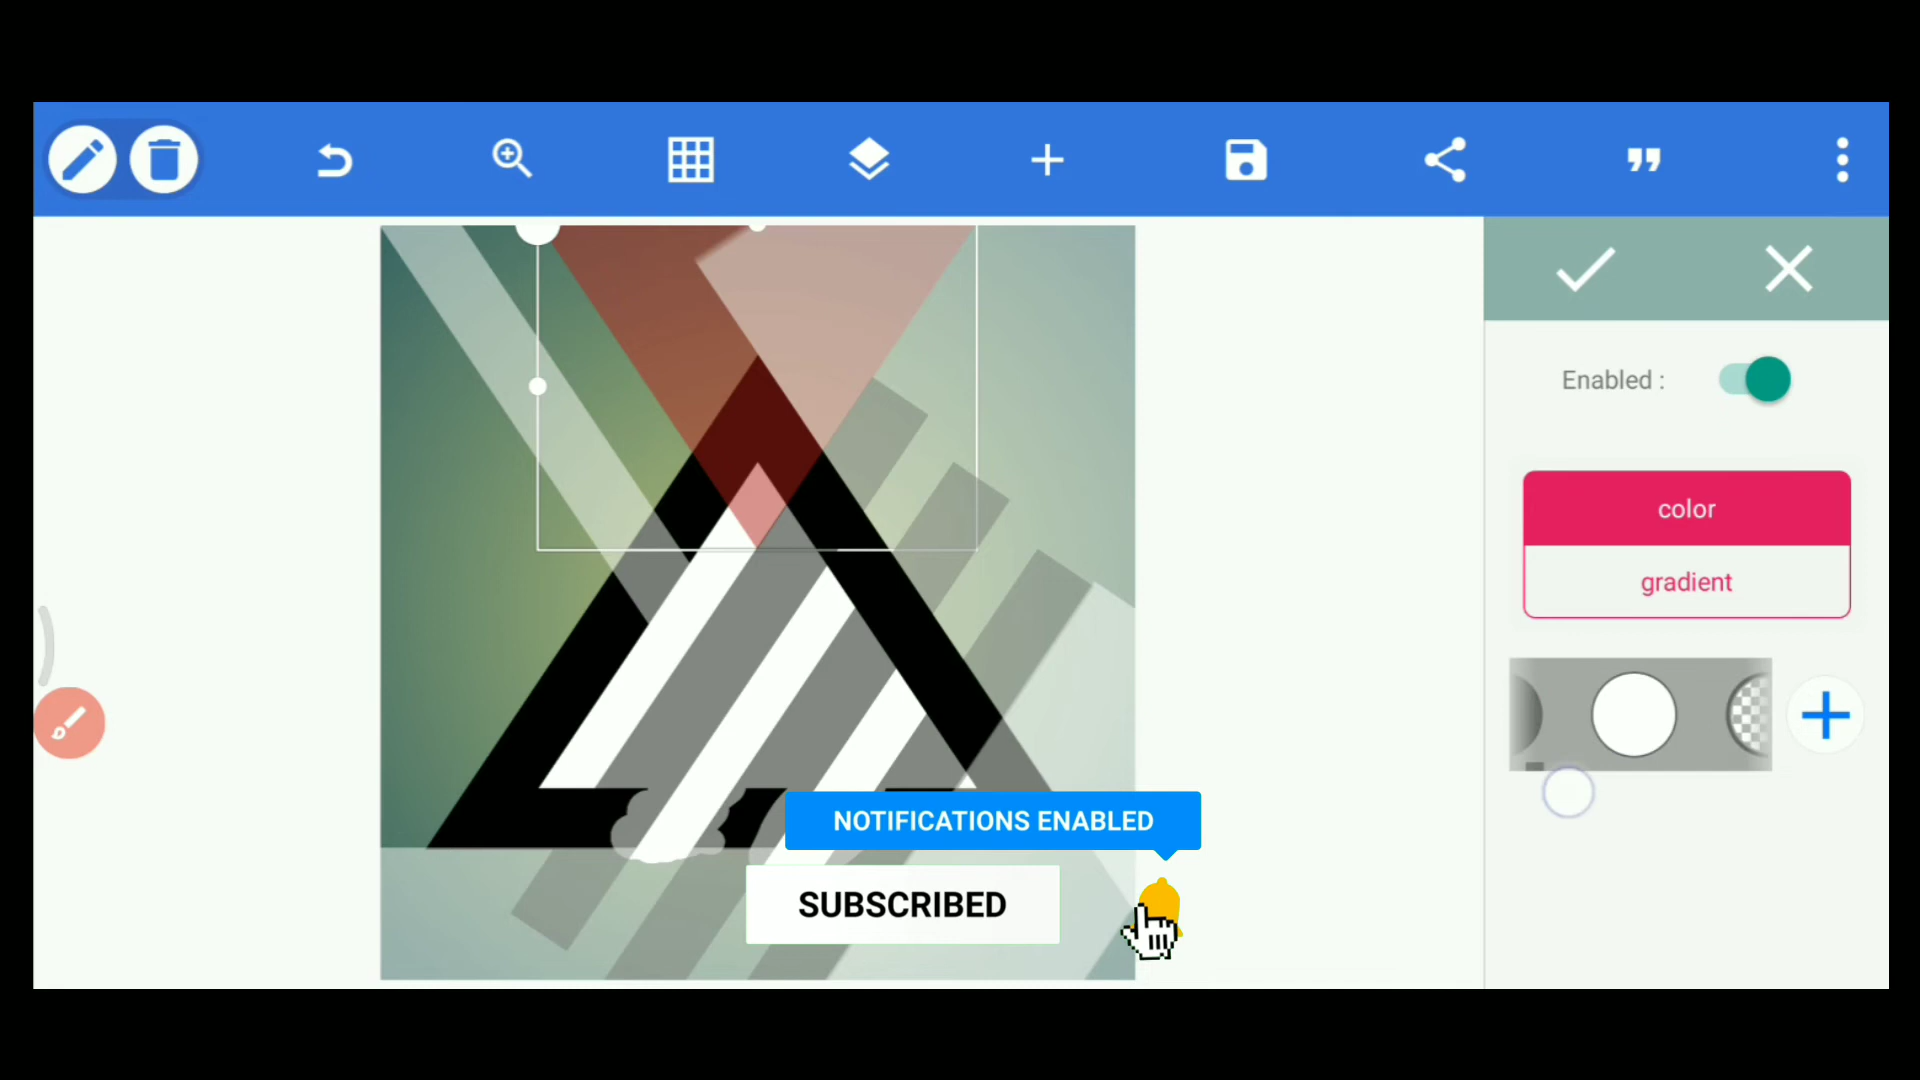 Enabled :
color
gradient
NOTIFICATIONS ENABLED
SUBSCRIBED